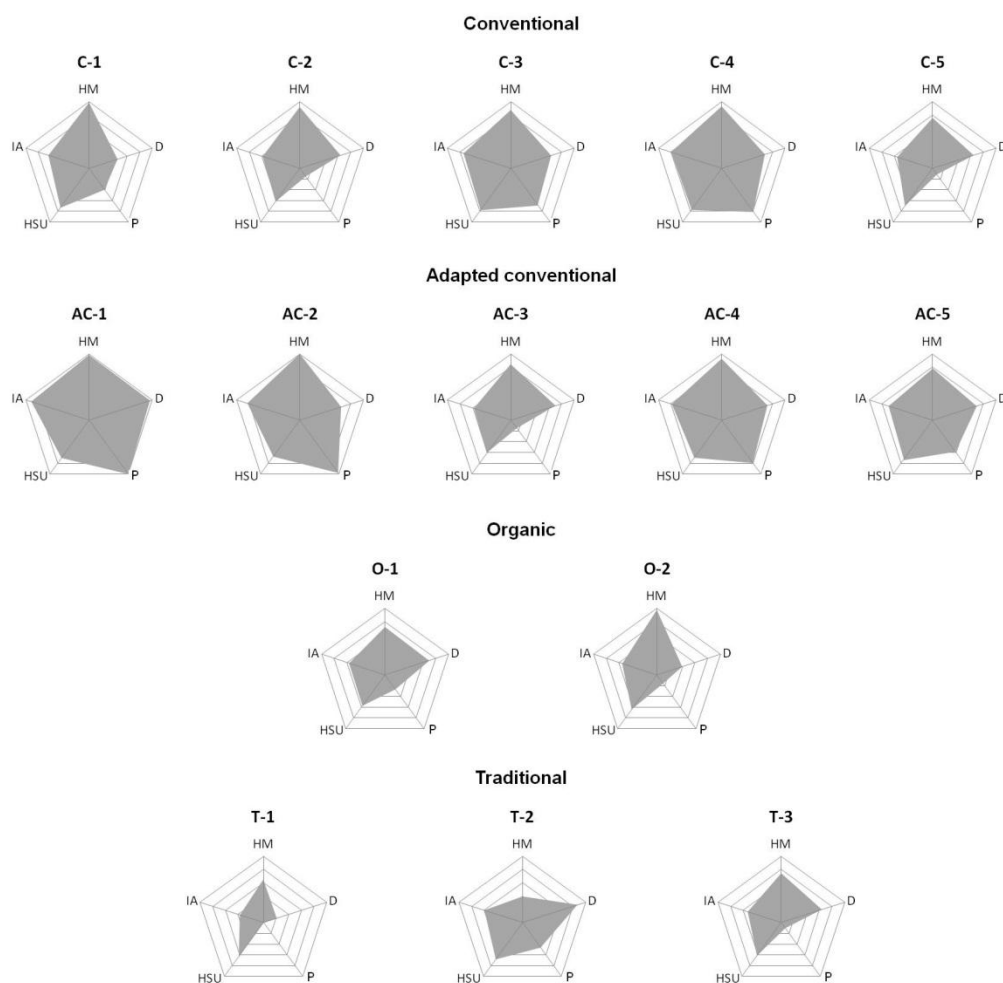 Conventional
C-1 C-2 C-3 C-4 C-5
HM HM HM HM HM
IA D IA D IA D IA D IA D
HSU P HSU P HSU P HSU P HSU P
Adapted conventional
AC-1 AC-2 AC-3 AC-4 AC-5
HM HM HM HM HM
IA D IA D IA D IA D IA D
HSU P HSU P HSU P HSU P HSU P
Organic
O-1 O-2
HM HM
IA D IA D
HSU P HSU P
Traditional
T-1 T-2 T-3
HM HM HM
IA D IA D IA D
HSU P HSU P HSU P